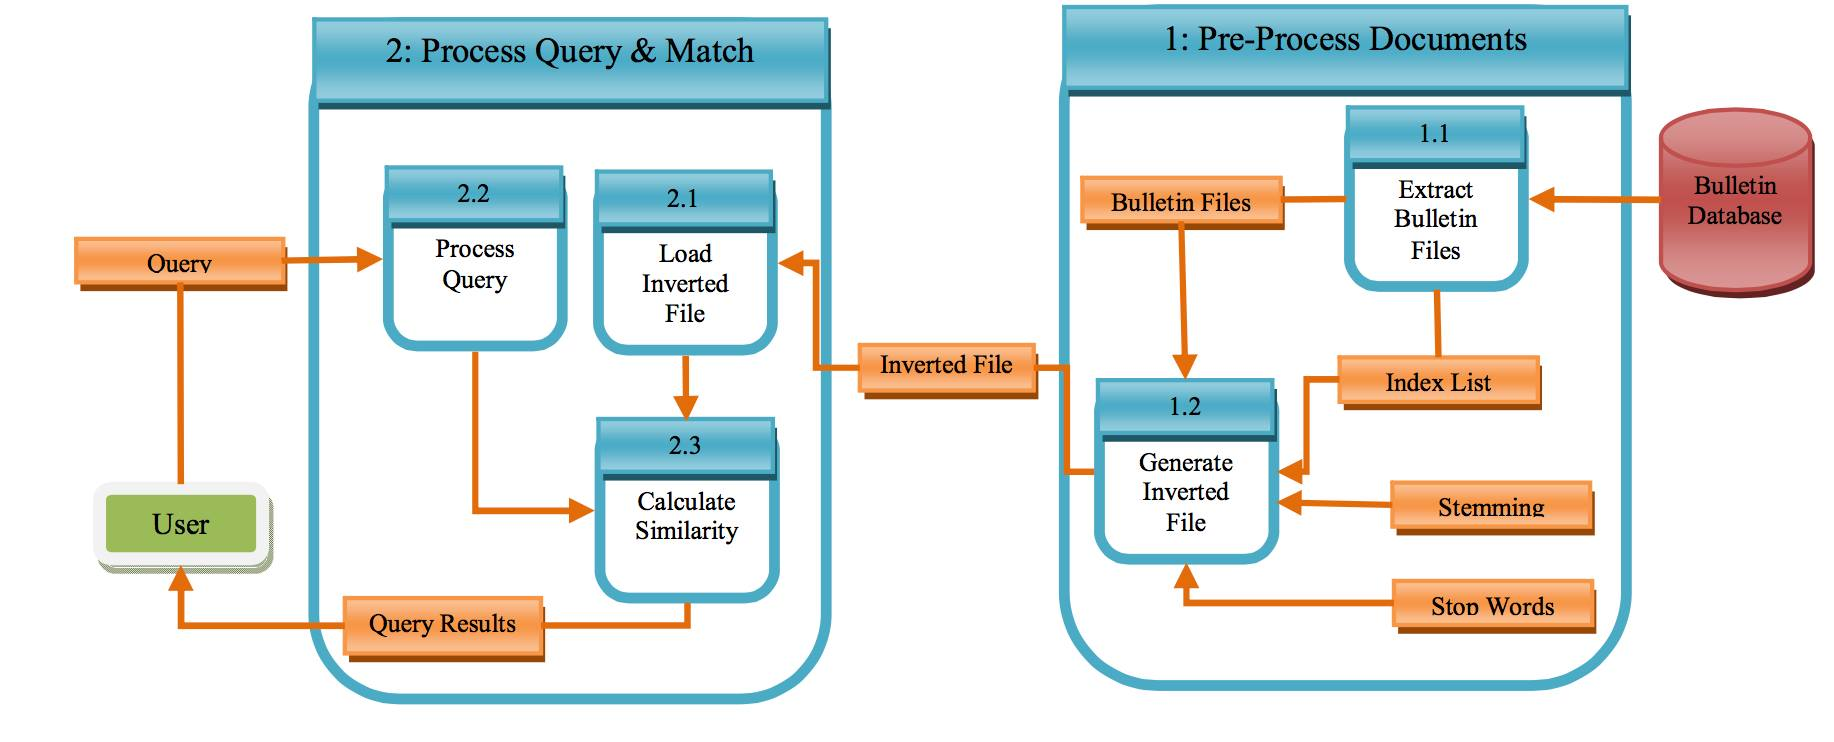 2: Process Query & Match
1: Pre-Process Documents
1.1
Extract
Bulletin
Files
Bulletin
Database
Bulletin Files
2.2
Process
Query
2.1
Load
Inverted
File
Query
Inverted File
Index List
1.2
Generate
Inverted
File
2.3
Calculate
Similarity
Stemming
User
Stop Words
Query Results